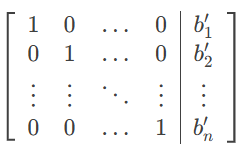 1 0 … 0 b′₁
0 1 … 0 b′₂
⋮ ⋮ ⋱ ⋮ ⋮
0 0 … 1 b′ₙ